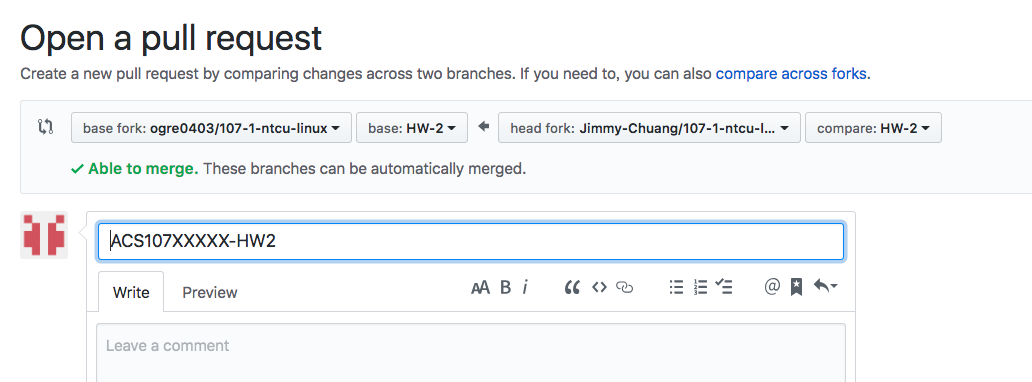 Open a pull request
Create a new pull request by comparing changes across two branches. If you need to, you can also compare across forks.
base fork: ogre0403/107-1-ntcu-linux base: HW-2 head fork: Jimmy-Chuang/107-1-ntcu-l... compare: HW-2
Able to merge. These branches can be automatically merged.
ACS107XXXXX-HW2
Write Preview AA B i @
Leave a comment